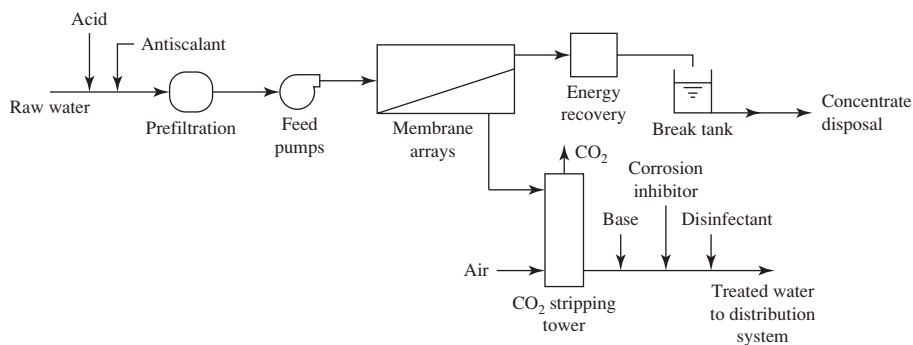 Acid
Antiscalant
Raw water
Prefiltration
Feed
pumps
Membrane
arrays
Energy
recovery
Break tank
Concentrate
disposal
CO2
Air
CO2 stripping
tower
Base
Corrosion
inhibitor
Disinfectant
Treated water
to distribution
system